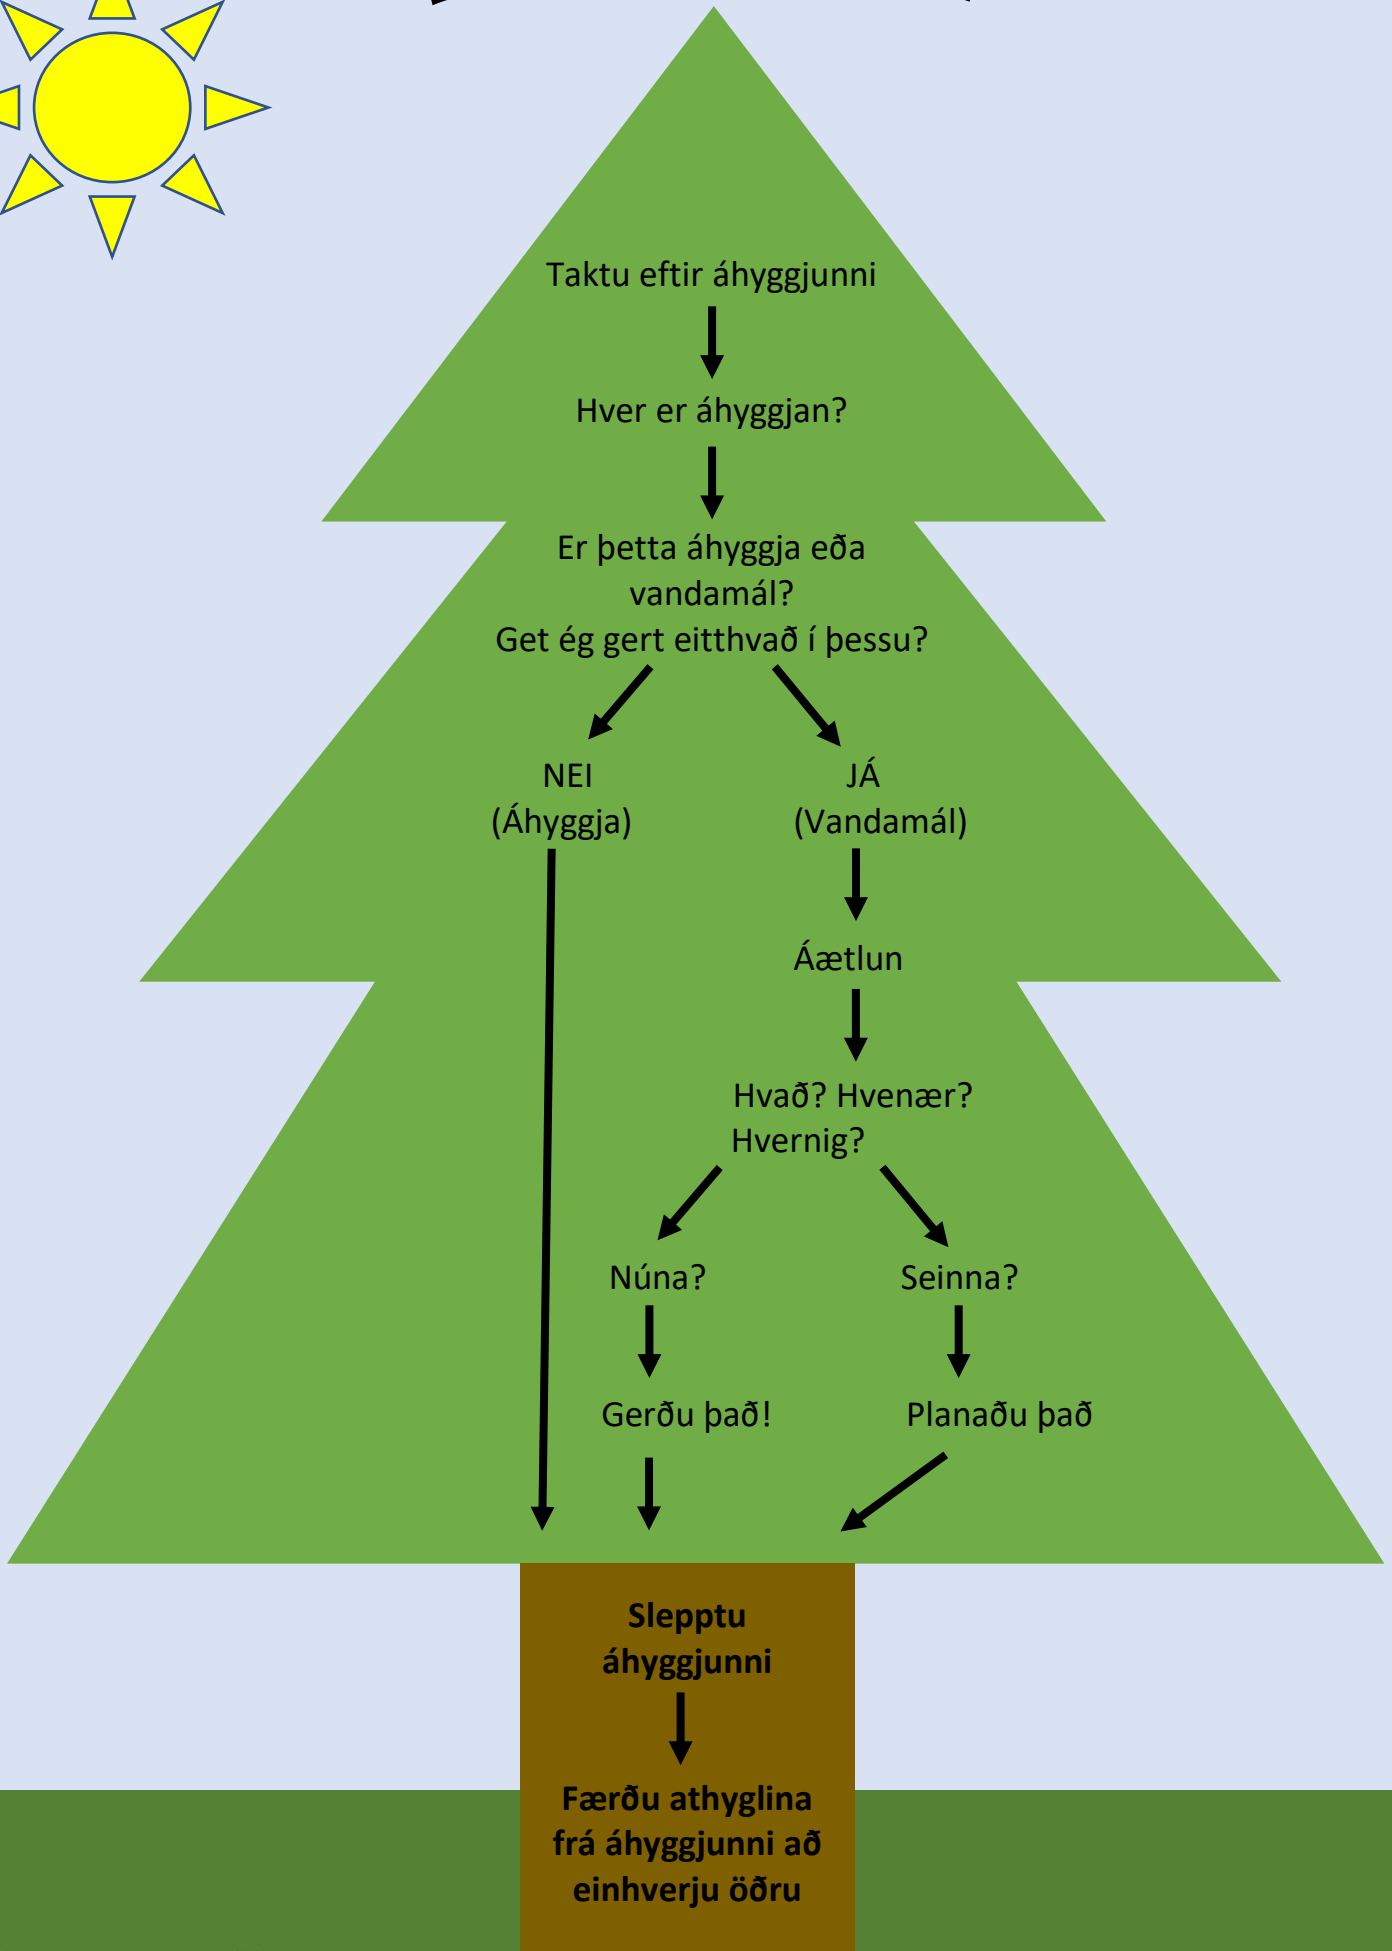 Taktu eftir áhyggjunni
Hver er áhyggjan?
Er þetta áhyggja eða
vandamál?
Get ég gert eitthvað í þessu?
NEI
(Áhyggja)
JÁ
(Vandamál)
Áætlun
Hvað? Hvenær?
Hvernig?
Núna?
Seinna?
Gerðu það!
Planaðu það
Slepptu
áhyggjunni
Færðu athyglina
frá áhyggjunni að
einhverju öðru